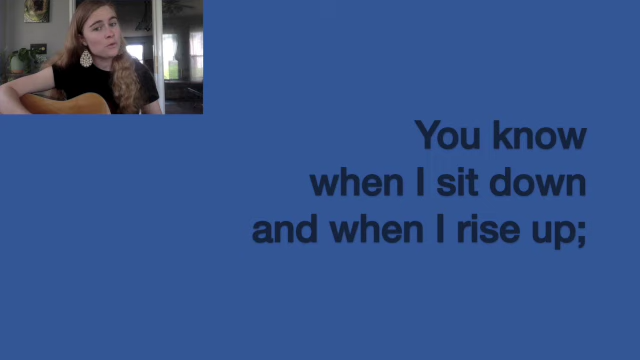 You know
when I sit down
and when I rise up;